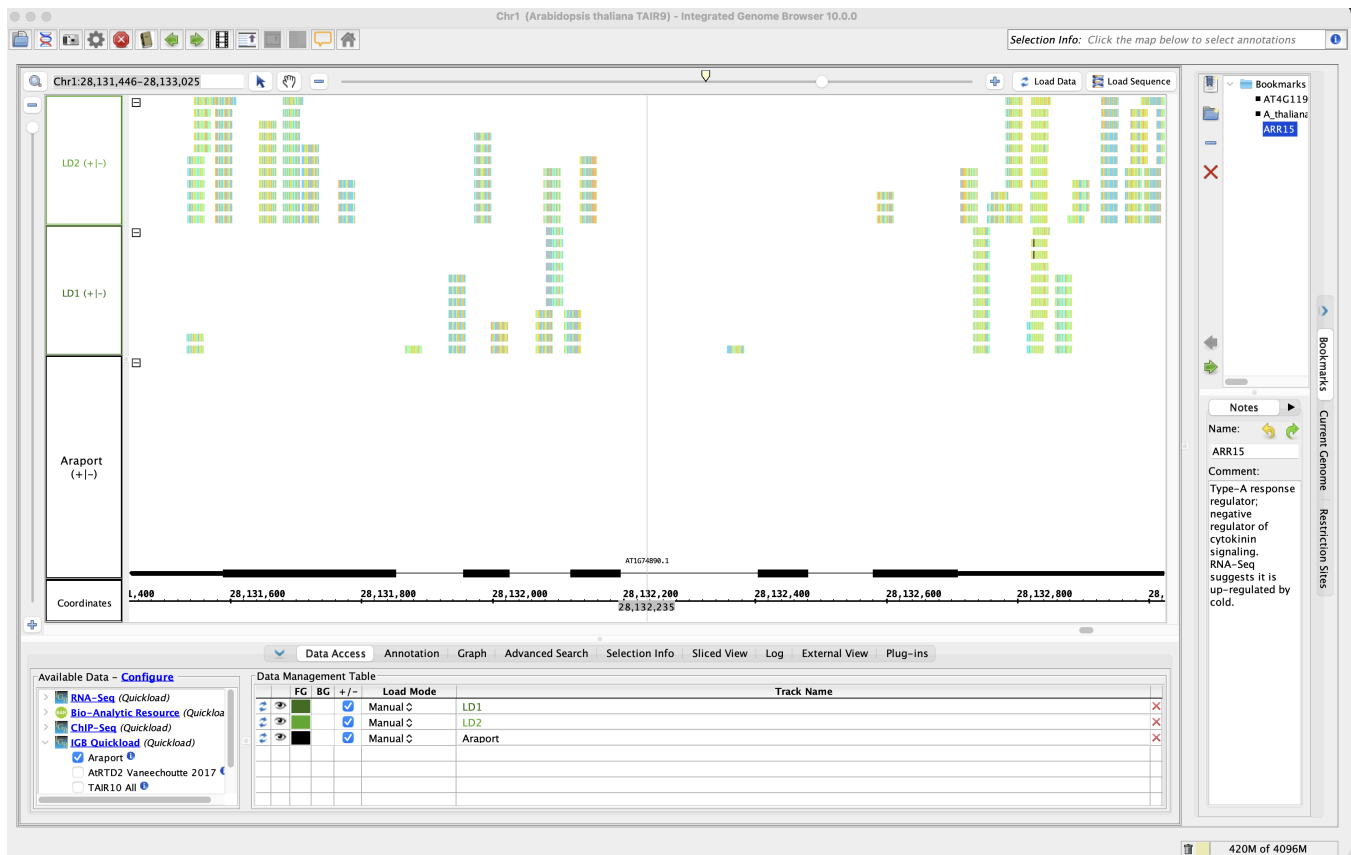 Chr1 (Arabidopsis thaliana TAIR9) - Integrated Genome Browser 10.0.0
Selection Info: Click the map below to select annotations
Chr1:28,131,446-28,133,025
Load Data
Load Sequence
Bookmarks
AT4G119
A_thaliana
ARR15
LD2 (+|-)
LD1 (+|-)
Araport
(+|-)
AT1G74890.1
Coordinates
1,400 28,131,600 28,131,800 28,132,000 28,132,200 28,132,400 28,132,600 28,132,800 28,
28,132,235
Bookmarks
Current Genome
Restriction Sites
Notes
Name:
ARR15
Comment:
Type-A response
regulator;
negative
regulator of
cytokinin
signaling.
RNA-Seq
suggests it is
up-regulated by
cold.
Data Access Annotation Graph Advanced Search Selection Info Sliced View Log External View Plug-ins
Available Data - Configure
RNA-Seq (Quickload)
Bio-Analytic Resource (Quickloa
ChIP-Seq (Quickload)
IGB Quickload (Quickload)
Araport
AtRTD2 Vaneechoutte 2017
TAIR10 All
Data Management Table
FG BG +/- Load Mode Track Name
Manual LD1
Manual LD2
Manual Araport
420M of 4096M